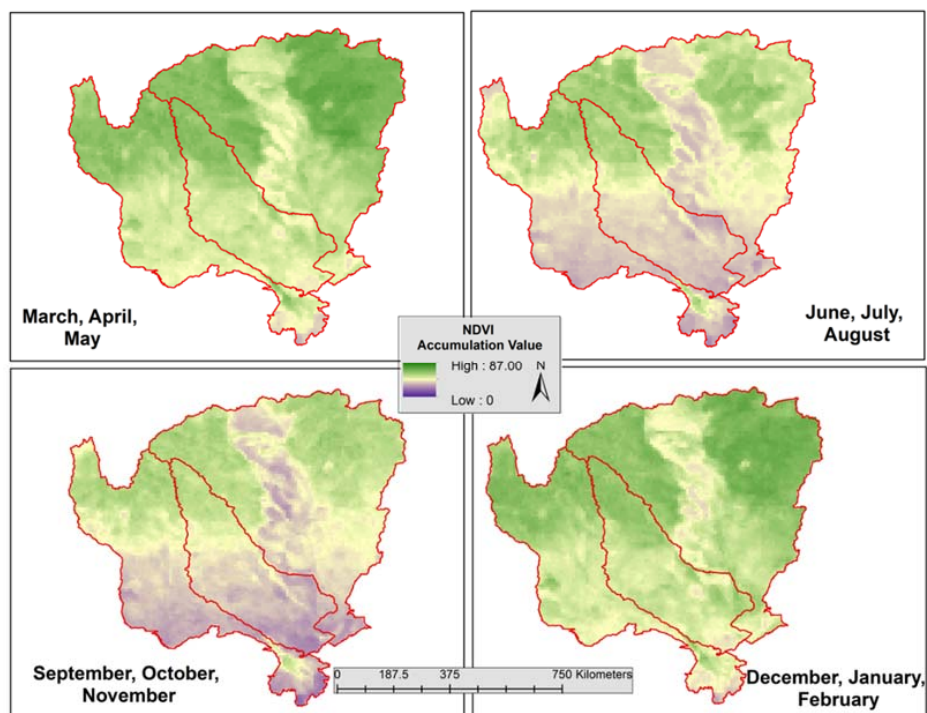 March, April,
May
June, July,
August
NDVI
Accumulation Value
High : 87.00
N
Low : 0
September, October,
November
0 187.5 375 750 Kilometers
December, January,
February